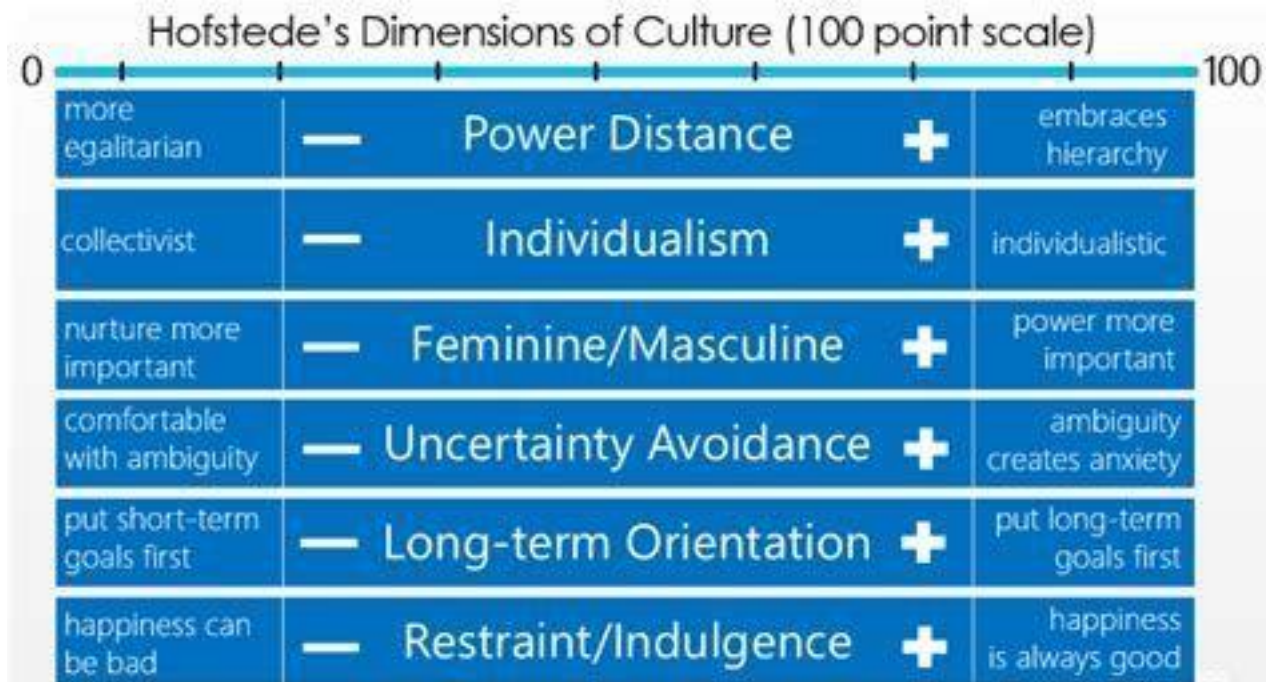 Hofstede's Dimensions of Culture (100 point scale)
0 100
more
egalitarian
— Power Distance +
embraces
hierarchy
collectivist
— Individualism +
individualistic
nurture more
important
— Feminine/Masculine +
power more
important
comfortable
with ambiguity
— Uncertainty Avoidance +
ambiguity
creates anxiety
put short-term
goals first
— Long-term Orientation +
put long-term
goals first
happiness can
be bad
— Restraint/Indulgence +
happiness
is always good